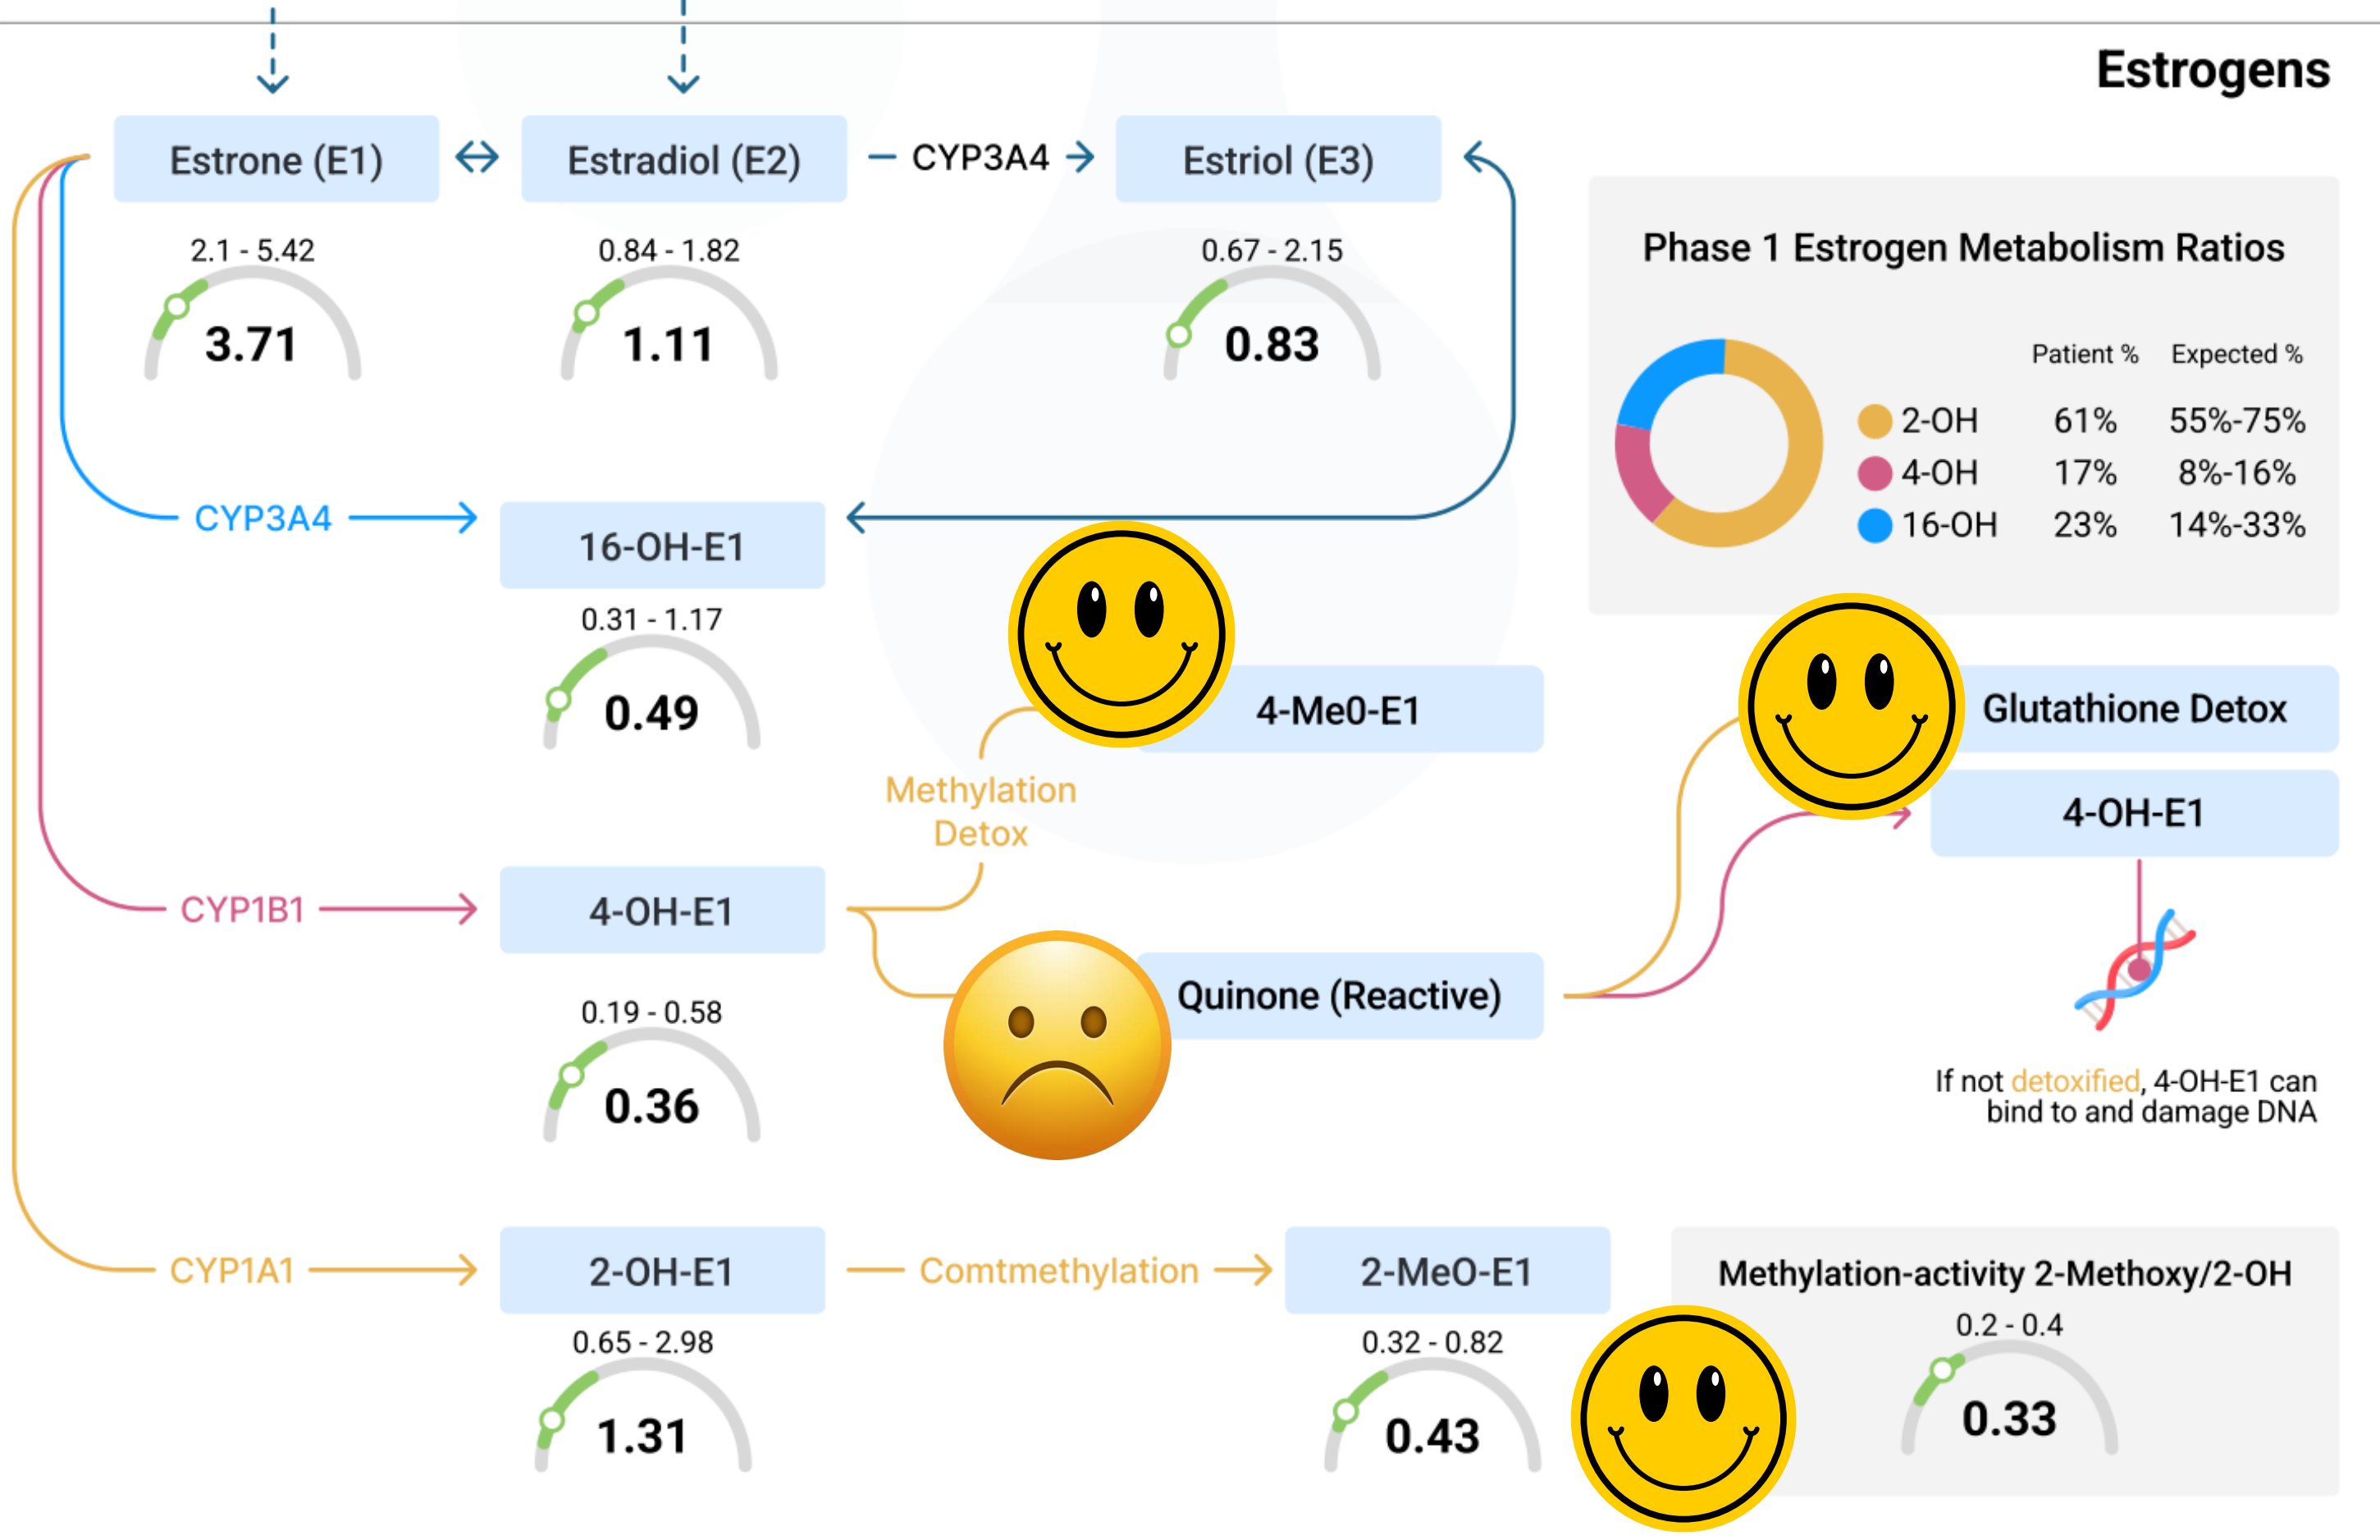 Estrogens
Estrone (E1)
Estradiol (E2)
CYP3A4
Estriol (E3)
2.1 - 5.42
3.71
0.84 - 1.82
1.11
0.67 - 2.15
0.83
Phase 1 Estrogen Metabolism Ratios
Patient % Expected %
2-OH 61% 55%-75%
4-OH 17% 8%-16%
16-OH 23% 14%-33%
CYP3A4
16-OH-E1
0.31 - 1.17
0.49
4-Me0-E1
Glutathione Detox
Methylation
Detox
4-OH-E1
CYP1B1
4-OH-E1
0.19 - 0.58
0.36
Quinone (Reactive)
If not detoxified, 4-OH-E1 can
bind to and damage DNA
CYP1A1
2-OH-E1
Comtmethylation
2-MeO-E1
0.65 - 2.98
1.31
0.32 - 0.82
0.43
Methylation-activity 2-Methoxy/2-OH
0.2 - 0.4
0.33